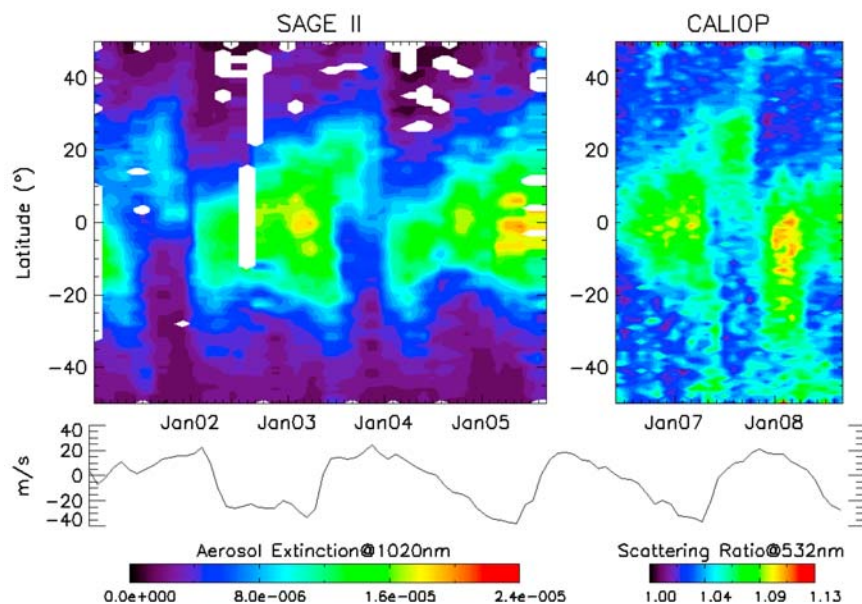 SAGE II CALIOP
Latitude (°)
40
20
0
-20
-40
40
20
0
-20
-40
Jan02 Jan03 Jan04 Jan05 Jan07 Jan08
m/s
40
20
0
-20
-40
Aerosol Extinction@1020nm
0.0e+000 8.0e-006 1.6e-005 2.4e-005
Scattering Ratio@532nm
1.00 1.04 1.09 1.13